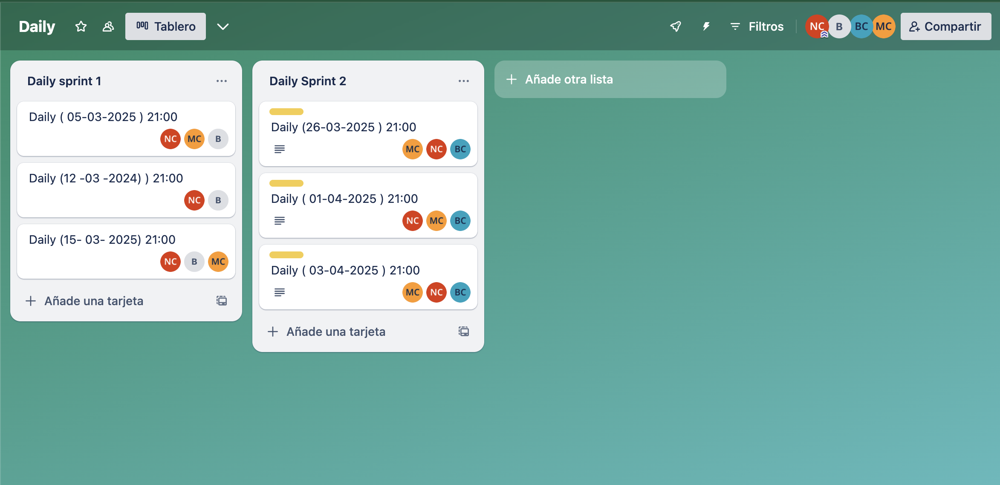 Daily
Tablero
Filtros
NC
B
BC
MC
Compartir
Daily sprint 1
Daily ( 05-03-2025 ) 21:00
NC MC B
Daily (12 -03 -2024) ) 21:00
NC B
Daily (15- 03- 2025) 21:00
NC B MC
Añade una tarjeta
Daily Sprint 2
Daily (26-03-2025 ) 21:00
MC NC BC
Daily ( 01-04-2025 ) 21:00
NC MC BC
Daily ( 03-04-2025 ) 21:00
MC NC BC
Añade una tarjeta
Añade otra lista